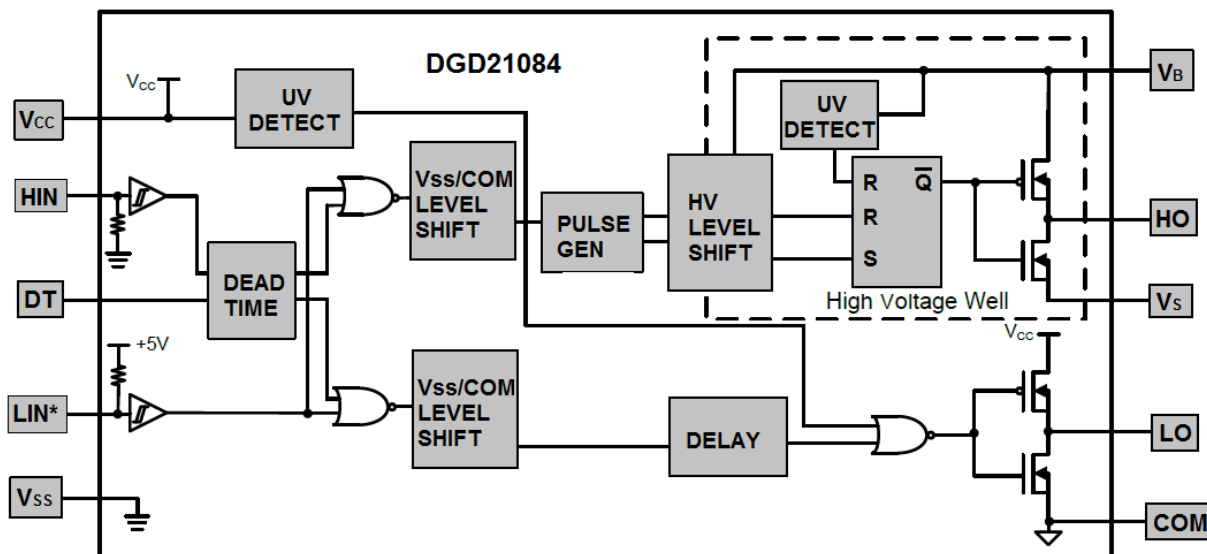 DGD21084
VCC
VCC
UV
DETECT
UV
DETECT
VB
HIN
Vss/COM
LEVEL
SHIFT
PULSE
GEN
HV
LEVEL
SHIFT
R
R
S
Q̅
HO
DT
DEAD
TIME
High Voltage Well
VS
+5V
LIN*
Vss/COM
LEVEL
SHIFT
DELAY
VCC
LO
VSS
COM